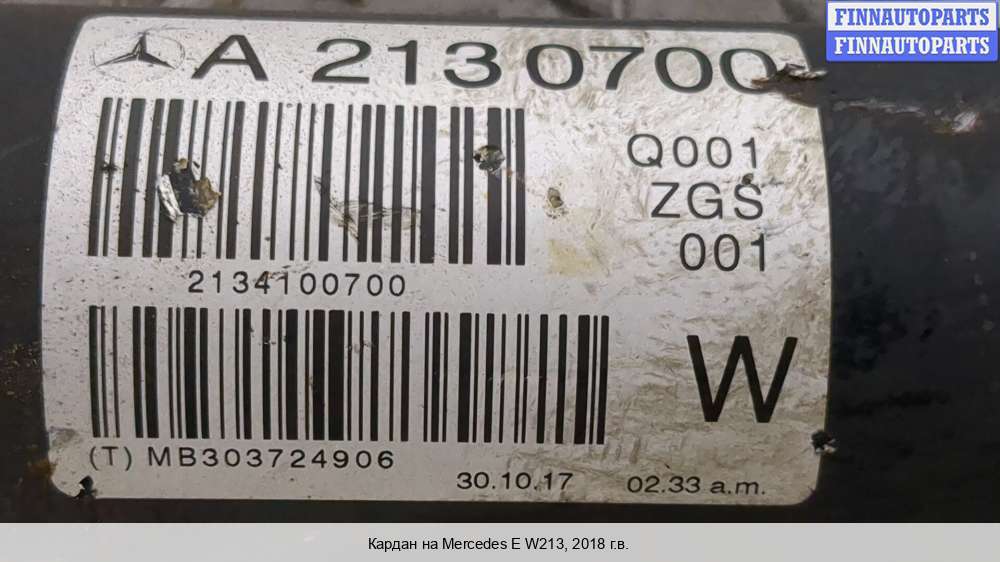 FINNAUTOPARTS
FINNAUTOPARTS
A 2130700
Q001
ZGS
001
2134100700
W
(T) MB303724906
30.10.17 02.33 a.m.
Кардан на Mercedes E W213, 2018 г.в.